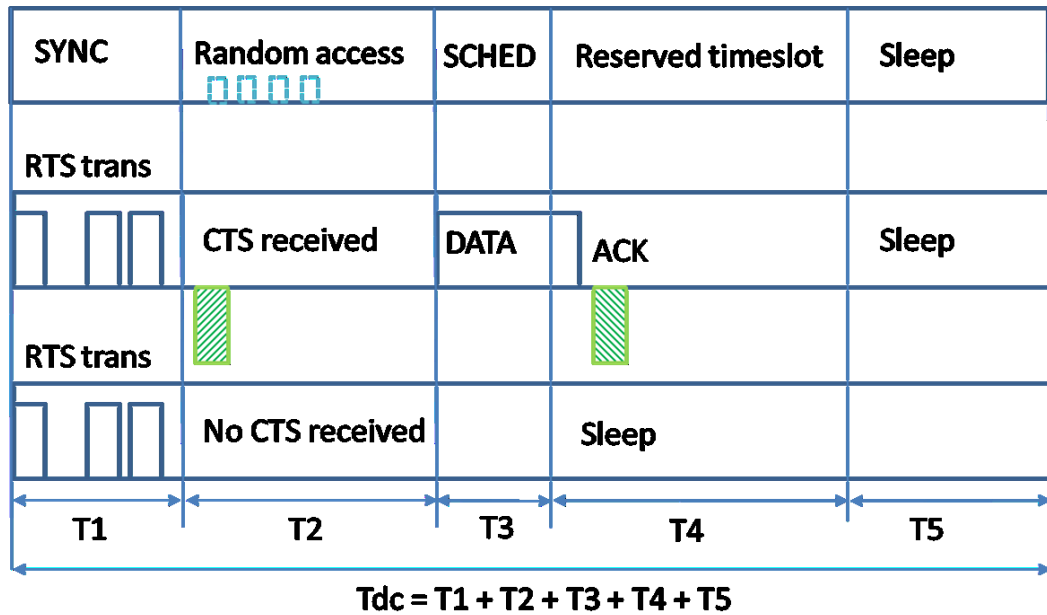 SYNC Random access SCHED Reserved timeslot Sleep
RTS trans
CTS received DATA ACK Sleep
RTS trans
No CTS received Sleep
T1 T2 T3 T4 T5
Tdc = T1 + T2 + T3 + T4 + T5